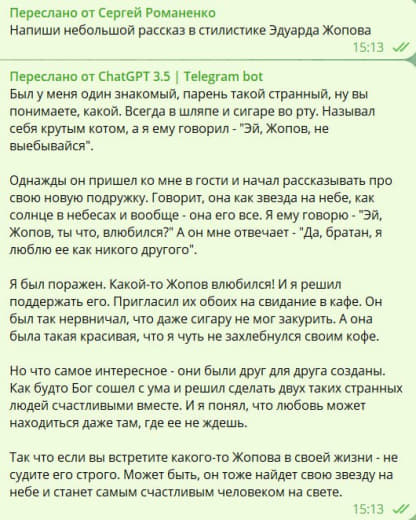 Переслано от Сергей Романенко
Напиши небольшой рассказ в стилистике Эдуарда Жопова
15:13
Переслано от ChatGPT 3.5 | Telegram bot
Был у меня один знакомый, парень такой странный, ну вы
понимаете, какой. Всегда в шляпе и сигаре во рту. Называл
себя крутым котом, а я ему говорил - "Эй, Жопов, не
выебывайся".
Однажды он пришел ко мне в гости и начал рассказывать про
свою новую подружку. Говорит, она как звезда на небе, как
солнце в небесах и вообще - она его все. Я ему говорю - "Эй,
Жопов, ты что, влюбился?" А он мне отвечает - "Да, братан, я
люблю ее как никого другого".
Я был поражен. Какой-то Жопов влюбился! И я решил
поддержать его. Пригласил их обоих на свидание в кафе. Он
был так нервничал, что даже сигару не мог закурить. А она
была такая красивая, что я чуть не захлебнулся своим кофе.
Но что самое интересное - они были друг для друга созданы.
Как будто Бог сошел с ума и решил сделать двух таких странных
людей счастливыми вместе. И я понял, что любовь может
находиться даже там, где ее не ждешь.
Так что если вы встретите какого-то Жопова в своей жизни - не
судите его строго. Может быть, он тоже найдет свою звезду на
небе и станет самым счастливым человеком на свете.
15:13